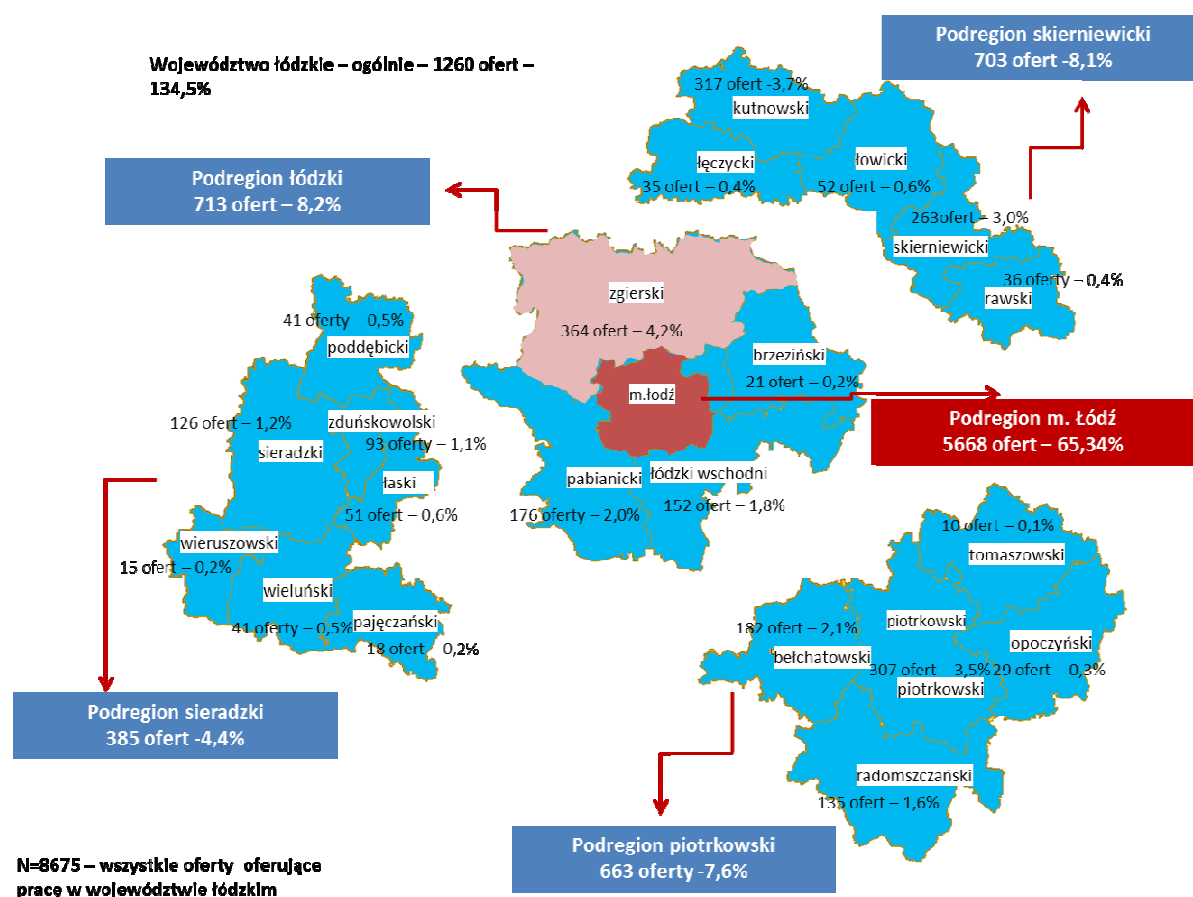 Województwo łódzkie – ogólnie – 1260 ofert –
134,5%
Podregion skierniewicki
703 ofert -8,1%
317 ofert -3,7%
kutnowski
łęczycki
35 ofert – 0,4%
łowicki
52 ofert – 0,6%
263ofert – 3,0%
skierniewicki
36 oferty – 0,4%
rawski
Podregion łódzki
713 ofert – 8,2%
zgierski
364 ofert – 4,2%
brzeziński
21 ofert – 0,2%
m.łodź
Podregion m. Łódź
5668 ofert – 65,34%
pabianicki
176 oferty – 2,0%
łódzki wschodni
152 ofert – 1,8%
41 oferty 0,5%
poddębicki
126 ofert – 1,2%
sieradzki
zduńskowolski
93 oferty – 1,1%
łaski
51 ofert – 0,6%
wieruszowski
15 ofert – 0,2%
wieluński
41 oferty – 0,5%
pajęczański
18 ofert 0,2%
Podregion sieradzki
385 ofert -4,4%
10 ofert – 0,1%
tomaszowski
182 ofert – 2,1%
bełchatowski
piotrkowski
307 ofert 3,5%
piotrkowski
opoczyński
29 ofert 0,3%
radomszczański
135 ofert – 1,6%
Podregion piotrkowski
663 oferty -7,6%
N=8675 – wszystkie oferty oferujące
pracę w województwie łódzkim